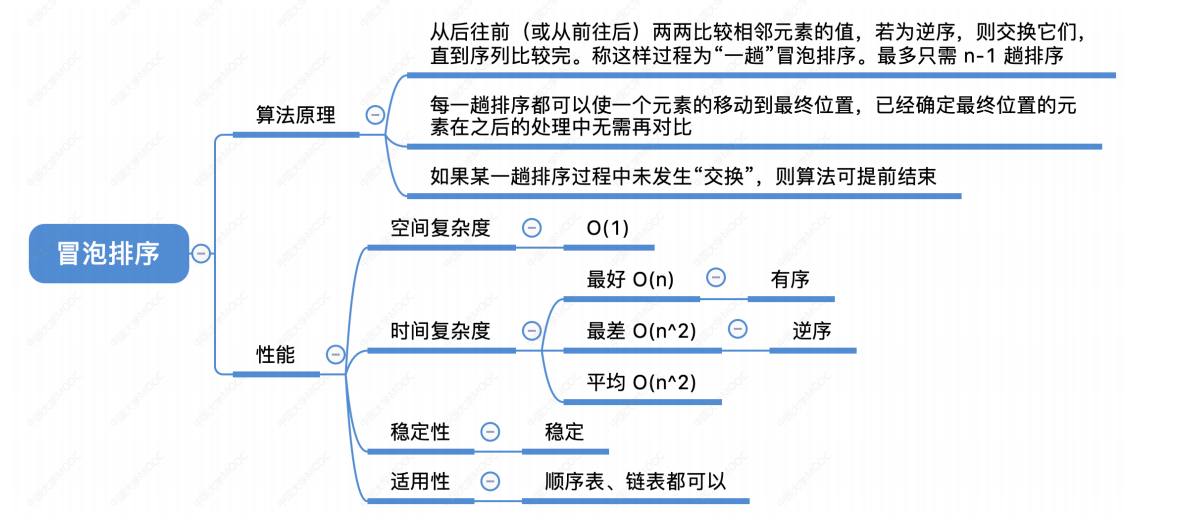 从后往前（或从前往后）两两比较相邻元素的值，若为逆序，则交换它们，
直到序列比较完。称这样过程为“一趟”冒泡排序。最多只需 n-1 趟排序
算法原理
每一趟排序都可以使一个元素的移动到最终位置，已经确定最终位置的元
素在之后的处理中无需再对比
如果某一趟排序过程中未发生“交换”，则算法可提前结束
冒泡排序
空间复杂度
O(1)
最好 O(n)
有序
时间复杂度
最差 O(n^2)
逆序
性能
平均 O(n^2)
稳定性
稳定
适用性
顺序表、链表都可以
中国大学MOOC